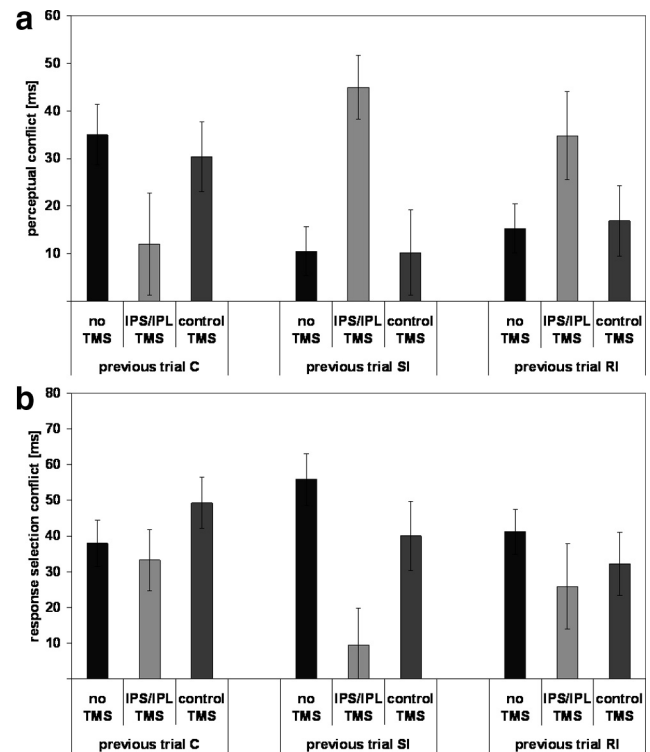 a
60
50
40
30
20
10
perceptual conflict [ms]
no IPS/IPL control no IPS/IPL control no IPS/IPL control
TMS TMS TMS TMS TMS TMS TMS TMS TMS
previous trial C previous trial SI previous trial RI
b
80
70
60
50
40
30
20
10
response selection conflict [ms]
no IPS/IPL control no IPS/IPL control no IPS/IPL control
TMS TMS TMS TMS TMS TMS TMS TMS TMS
previous trial C previous trial SI previous trial RI